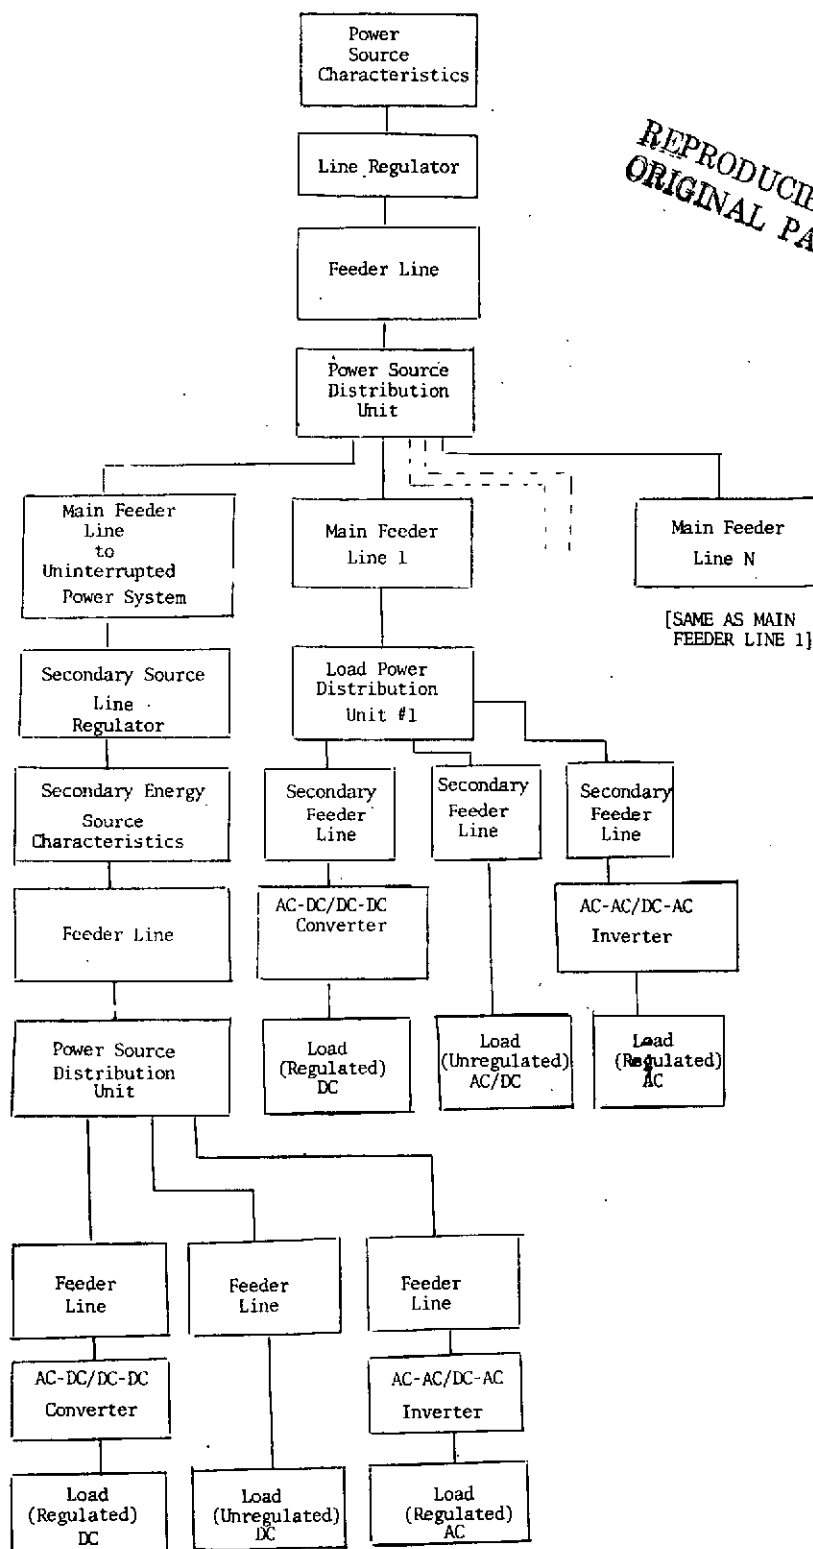 Power
Source
Characteristics
REPRODUCIB
ORIGINAL PA
Line Regulator
Feeder Line
Power Source
Distribution
Unit
Main Feeder
Line
to
Uninterrupted
Power System
Main Feeder
Line 1
Main Feeder
Line N
[SAME AS MAIN
FEEDER LINE 1]
Secondary Source
Line
Regulator
Load Power
Distribution
Unit #1
Secondary Energy
Source
Characteristics
Secondary
Feeder
Line
Secondary
Feeder
Line
Secondary
Feeder
Line
Feeder Line
AC-DC/DC-DC
Converter
AC-AC/DC-AC
Inverter
Power Source
Distribution
Unit
Load
(Regulated)
DC
Load
(Unregulated)
AC/DC
Load
(Regulated)
AC
Feeder
Line
Feeder
Line
Feeder
Line
AC-DC/DC-DC
Converter
AC-AC/DC-AC
Inverter
Load
(Regulated)
DC
Load
(Unregulated)
DC
Load
(Regulated)
AC